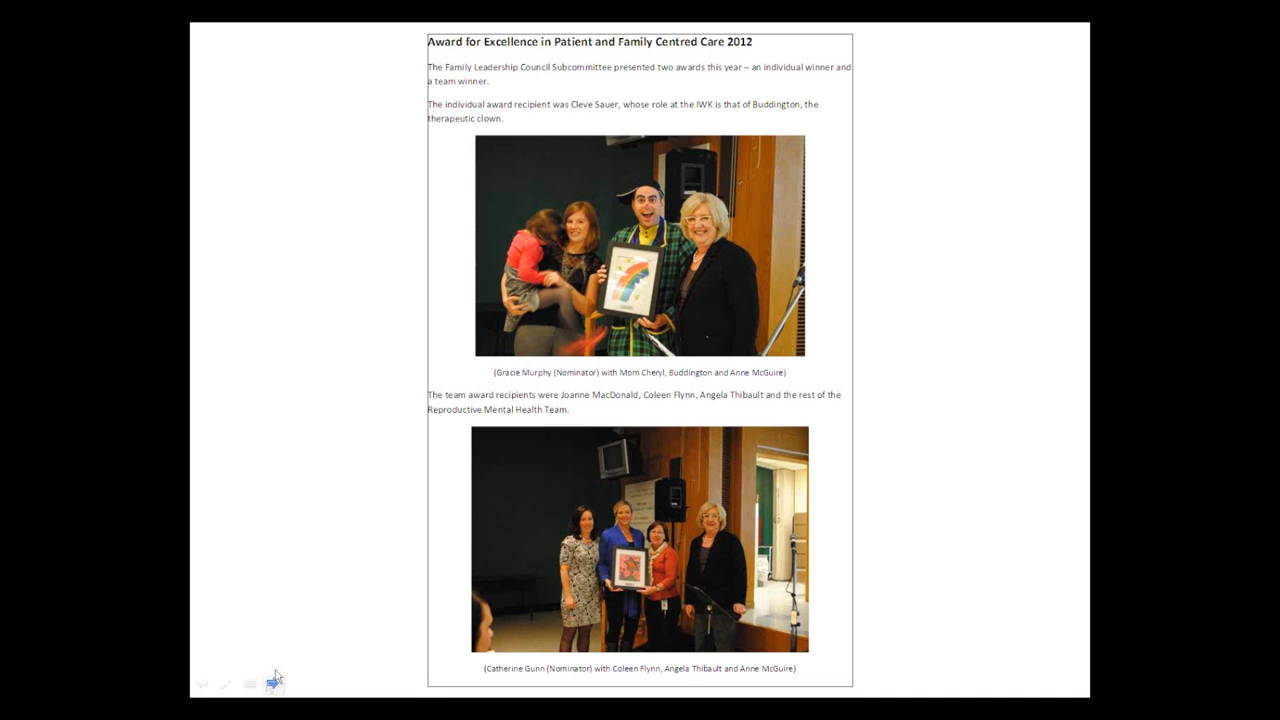 Award for Excellence in Patient and Family Centred Care 2012
The Family Leadership Council Subcommittee presented two awards this year – an individual winner and
a team winner.
The individual award recipient was Cleve Sauer, whose role at the IWK is that of Buddington, the
therapeutic clown.
(Gracie Murphy (Nominator) with Mom Cheryl, Buddington and Anne McGuire)
The team award recipients were Joanne MacDonald, Coleen Flynn, Angela Thibault and the rest of the
Reproductive Mental Health Team.
(Catherine Gunn (Nominator) with Coleen Flynn, Angela Thibault and Anne McGuire)